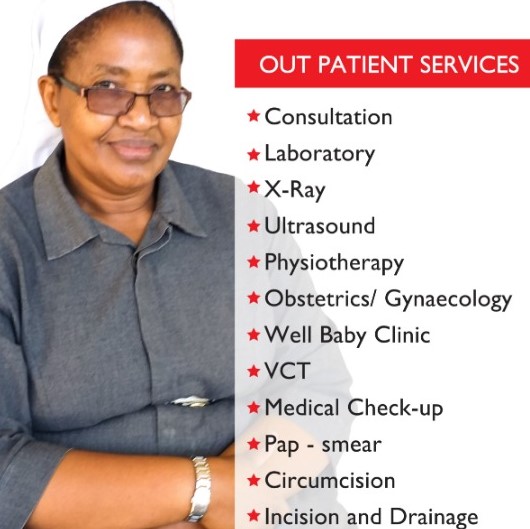 OUT PATIENT SERVICES
Consultation
Laboratory
X-Ray
Ultrasound
Physiotherapy
Obstetrics/ Gynaecology
Well Baby Clinic
VCT
Medical Check-up
Pap - smear
Circumcision
Incision and Drainage